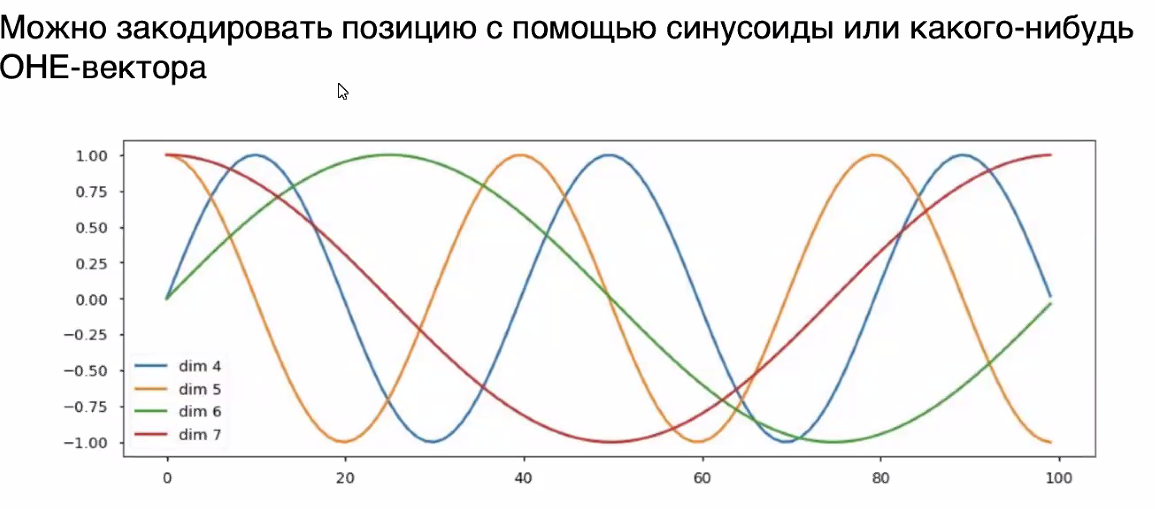 Можно закодировать позицию с помощью синусоиды или какого-нибудь
ОНЕ-вектора
1.00
0.75
0.50
0.25
0.00
−0.25
−0.50
−0.75
−1.00
dim 4
dim 5
dim 6
dim 7
0 20 40 60 80 100